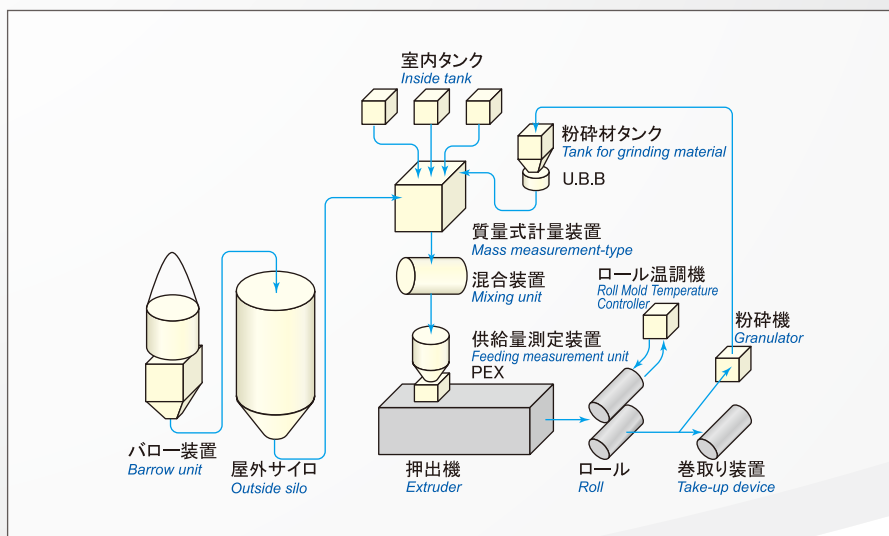 室内タンク
Inside tank
粉砕材タンク
Tank for grinding material
U.B.B
質量式計量装置
Mass measurement-type
混合装置
Mixing unit
ロール温調機
Roll Mold Temperature
Controller
粉砕機
Granulator
供給量測定装置
Feeding measurement unit
PEX
バロー装置
Barrow unit
屋外サイロ
Outside silo
押出機
Extruder
ロール
Roll
巻取り装置
Take-up device